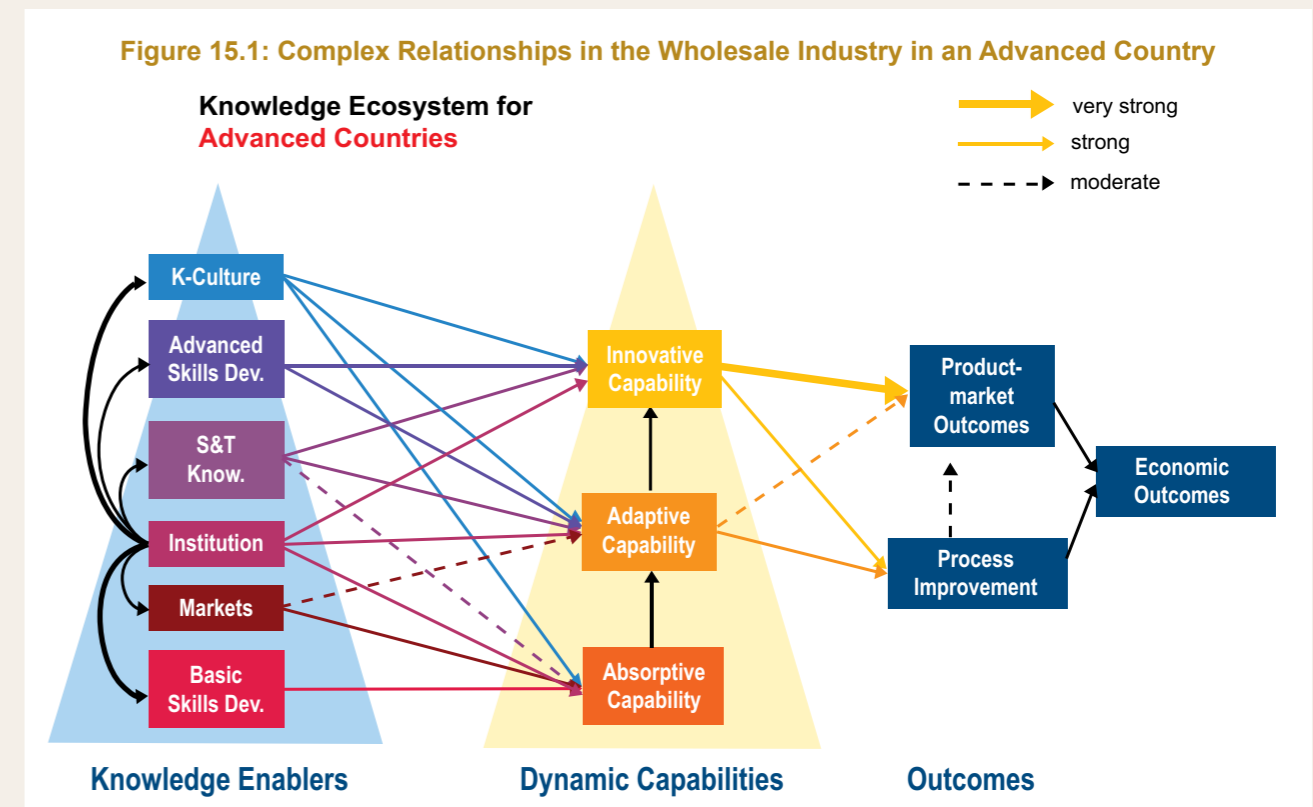 Figure 15.1: Complex Relationships in the Wholesale Industry in an Advanced Country
Knowledge Ecosystem for
Advanced Countries
very strong
strong
moderate
K-Culture
Advanced
Skills Dev.
S&T
Know.
Institution
Markets
Basic
Skills Dev.
Innovative
Capability
Adaptive
Capability
Absorptive
Capability
Product-
market
Outcomes
Process
Improvement
Economic
Outcomes
Knowledge Enablers
Dynamic Capabilities
Outcomes